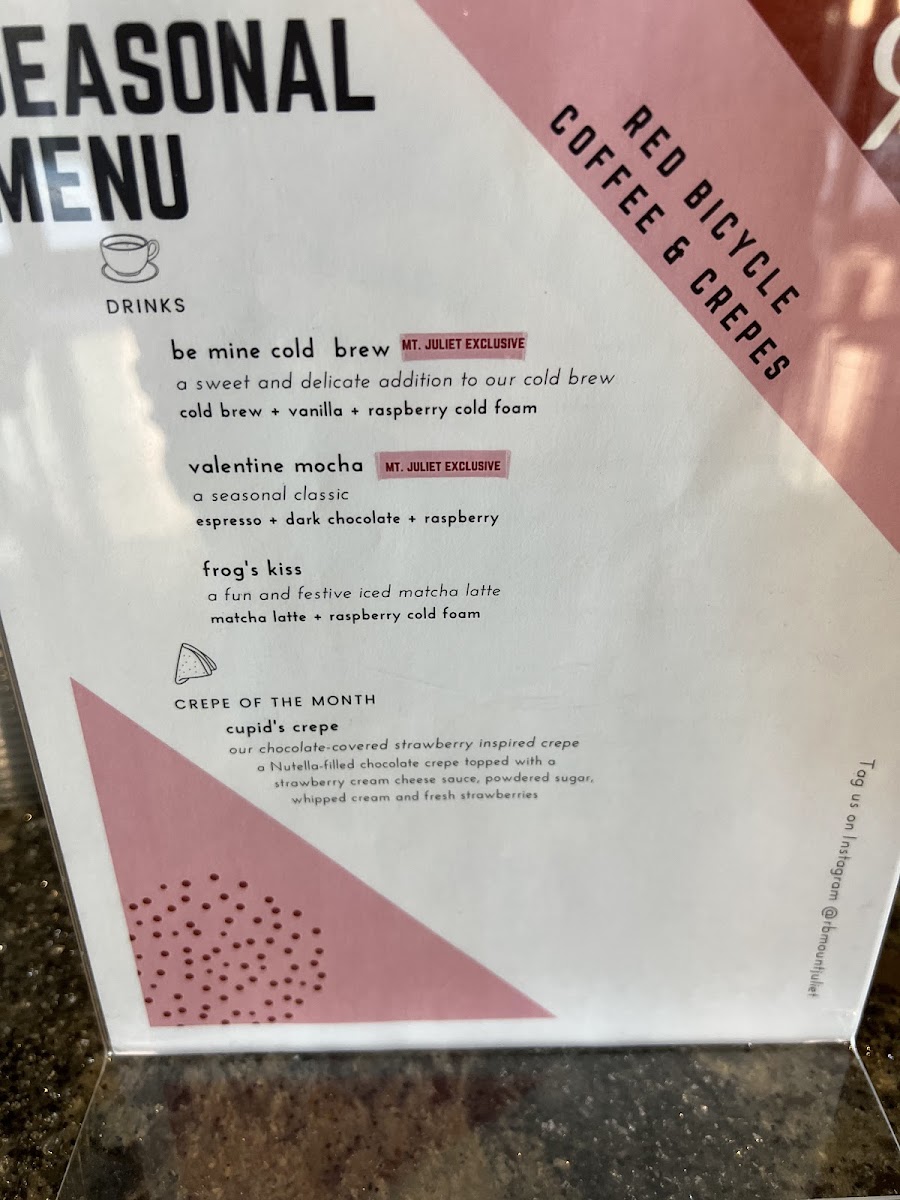 SEASONAL
MENU
RED BICYCLE
COFFEE & CREPES
DRINKS
be mine cold brew MT. JULIET EXCLUSIVE
a sweet and delicate addition to our cold brew
cold brew + vanilla + raspberry cold foam
valentine mocha MT. JULIET EXCLUSIVE
a seasonal classic
espresso + dark chocolate + raspberry
frog's kiss
a fun and festive iced matcha latte
matcha latte + raspberry cold foam
CREPE OF THE MONTH
cupid's crepe
our chocolate-covered strawberry inspired crepe
a Nutella-filled chocolate crepe topped with a
strawberry cream cheese sauce, powdered sugar,
whipped cream and fresh strawberries
Tag us on Instagram @rbmountjuliet